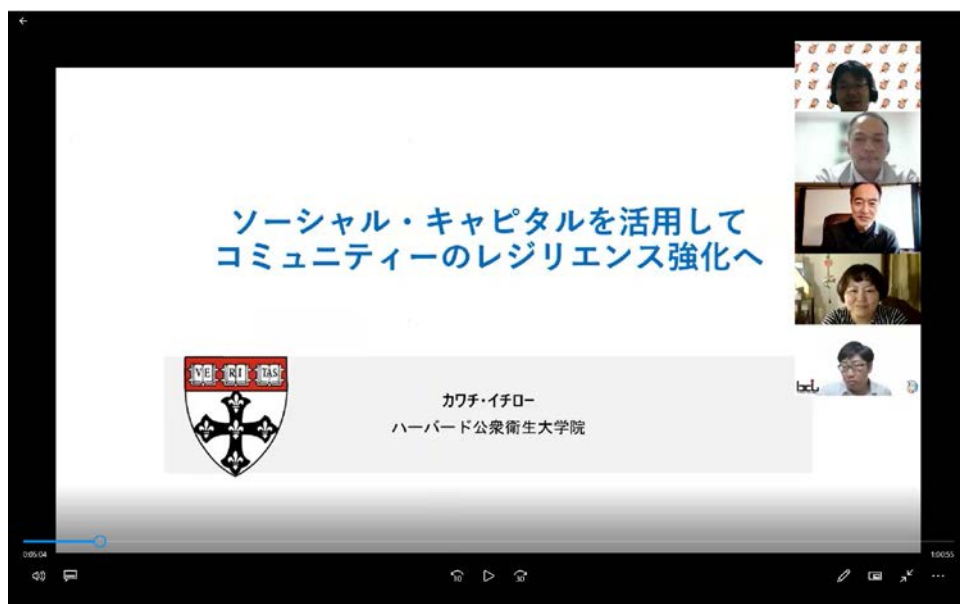 ソーシャル・キャピタルを活用して
コミュニティーのレジリエンス強化へ
VE RI TAS
カワチ・イチロー
ハーバード公衆衛生大学院
0:05:04
1:00:55
10
30